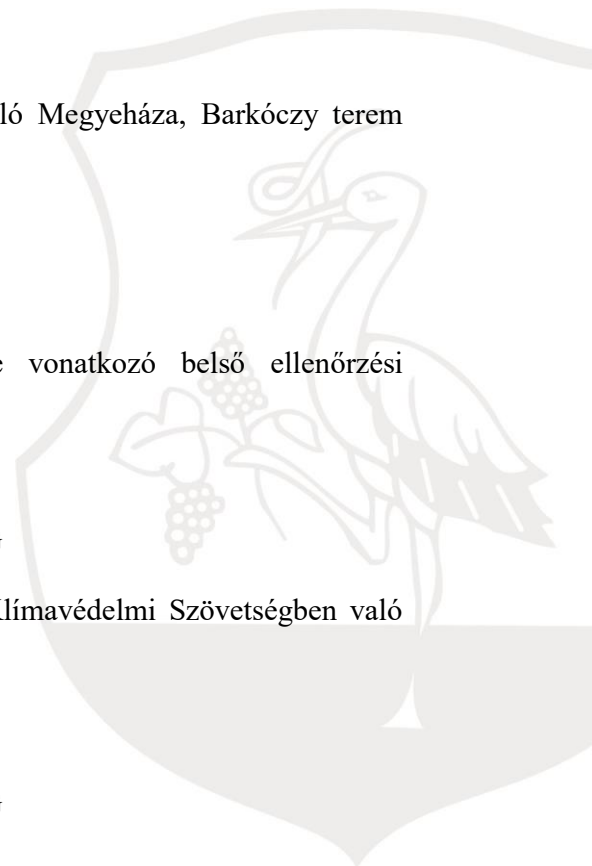 ló Megyeháza, Barkóczy terem
vonatkozó belső ellenőrzési
límavédelmi Szövetségben való